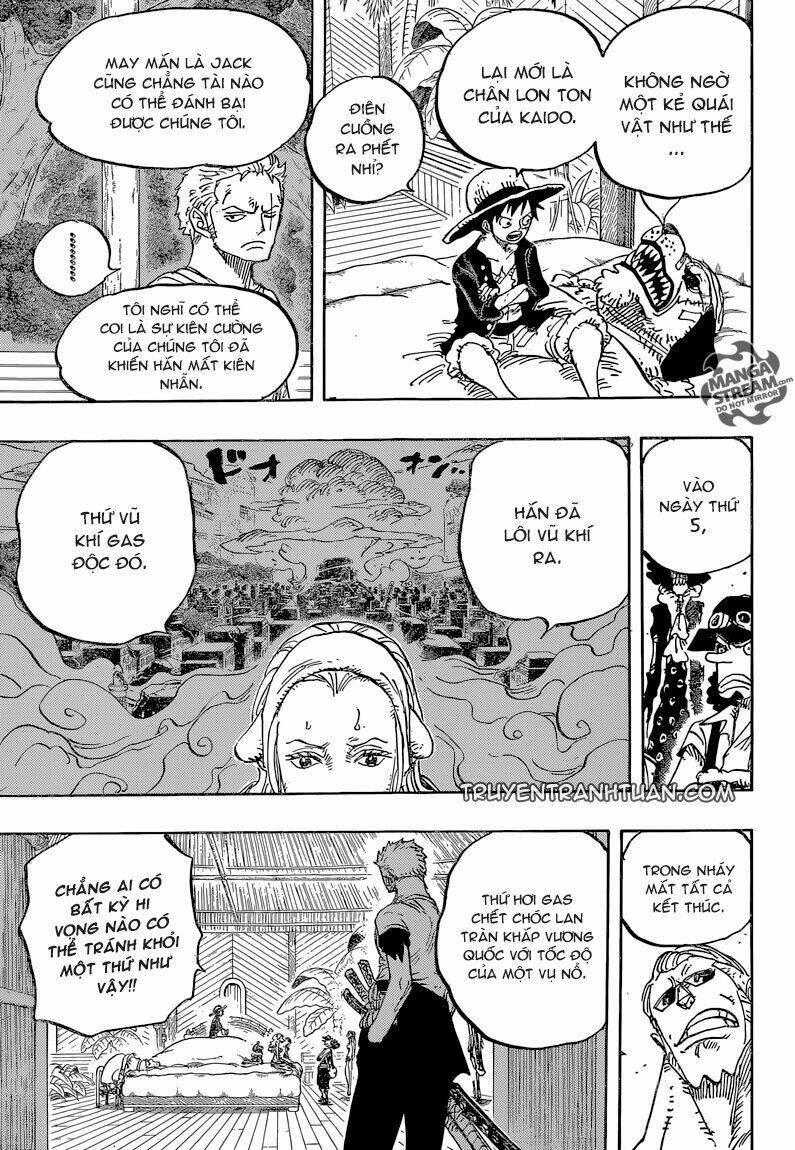 KHÔNG NGỜ
MỘT KẺ QUÁI
VẬT NHƯ THẾ
...
LẠI MỚI LÀ
CHÂN LON TON
CỦA KAIDO.
ĐIÊN
CUỒNG
RA PHẾT
NHỈ?
MAY MẮN LÀ JACK
CŨNG CHẲNG TÀI NÀO
CÓ THỂ ĐÁNH BẠI
ĐƯỢC CHÚNG TÔI.
TÔI NGHĨ CÓ THỂ
COI LÀ SỰ KIÊN CƯỜNG
CỦA CHÚNG TÔI ĐÃ
KHIẾN HẮN MẤT KIÊN
NHẪN.
MANGA
STREAM.COM
DO NOT MIRROR!
VÀO
NGÀY THỨ
5,
HẮN ĐÃ
LÔI VŨ KHÍ
RA.
ドオオンン..
THỨ VŨ
KHÍ GAS
ĐỘC ĐÓ.
TRUYENTRANHTUAN.COM
TRONG NHÁY
MẮT TẤT CẢ
KẾT THÚC.
THỨ HƠI GAS
CHẾT CHÓC LAN
TRÀN KHẮP VƯƠNG
QUỐC VỚI TỐC ĐỘ
CỦA MỘT VỤ NỔ.
CHẲNG AI CÓ
BẤT KỲ HI
VỌNG NÀO CÓ
THỂ TRÁNH KHỎI
MỘT THỨ NHƯ
VẬY!!